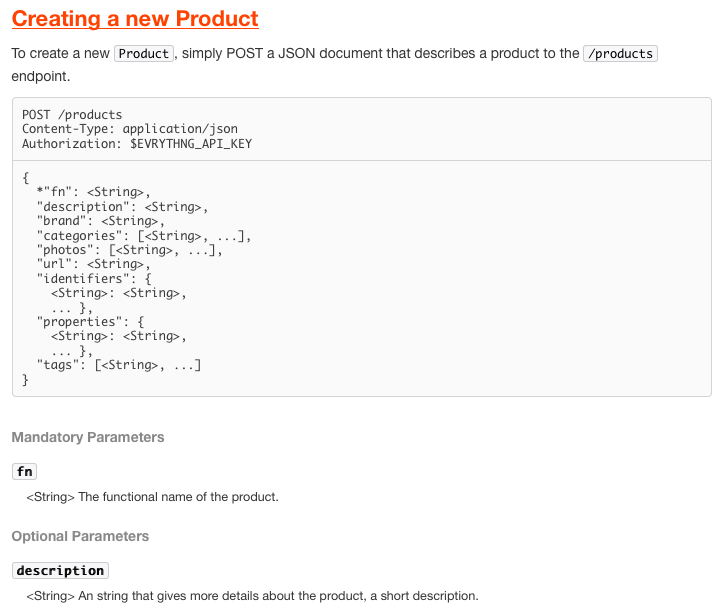 Creating a new Product
To create a new Product, simply POST a JSON document that describes a product to the /products
endpoint.
POST /products
Content-Type: application/json
Authorization: $EVRYTHNG_API_KEY
{
  *"fn": <String>,
  "description": <String>,
  "brand": <String>,
  "categories": [<String>, ...],
  "photos": [<String>, ...],
  "url": <String>,
  "identifiers": {
    <String>: <String>,
    ... },
  "properties": {
    <String>: <String>,
    ... },
  "tags": [<String>, ...]
}
Mandatory Parameters
fn
<String> The functional name of the product.
Optional Parameters
description
<String> An string that gives more details about the product, a short description.